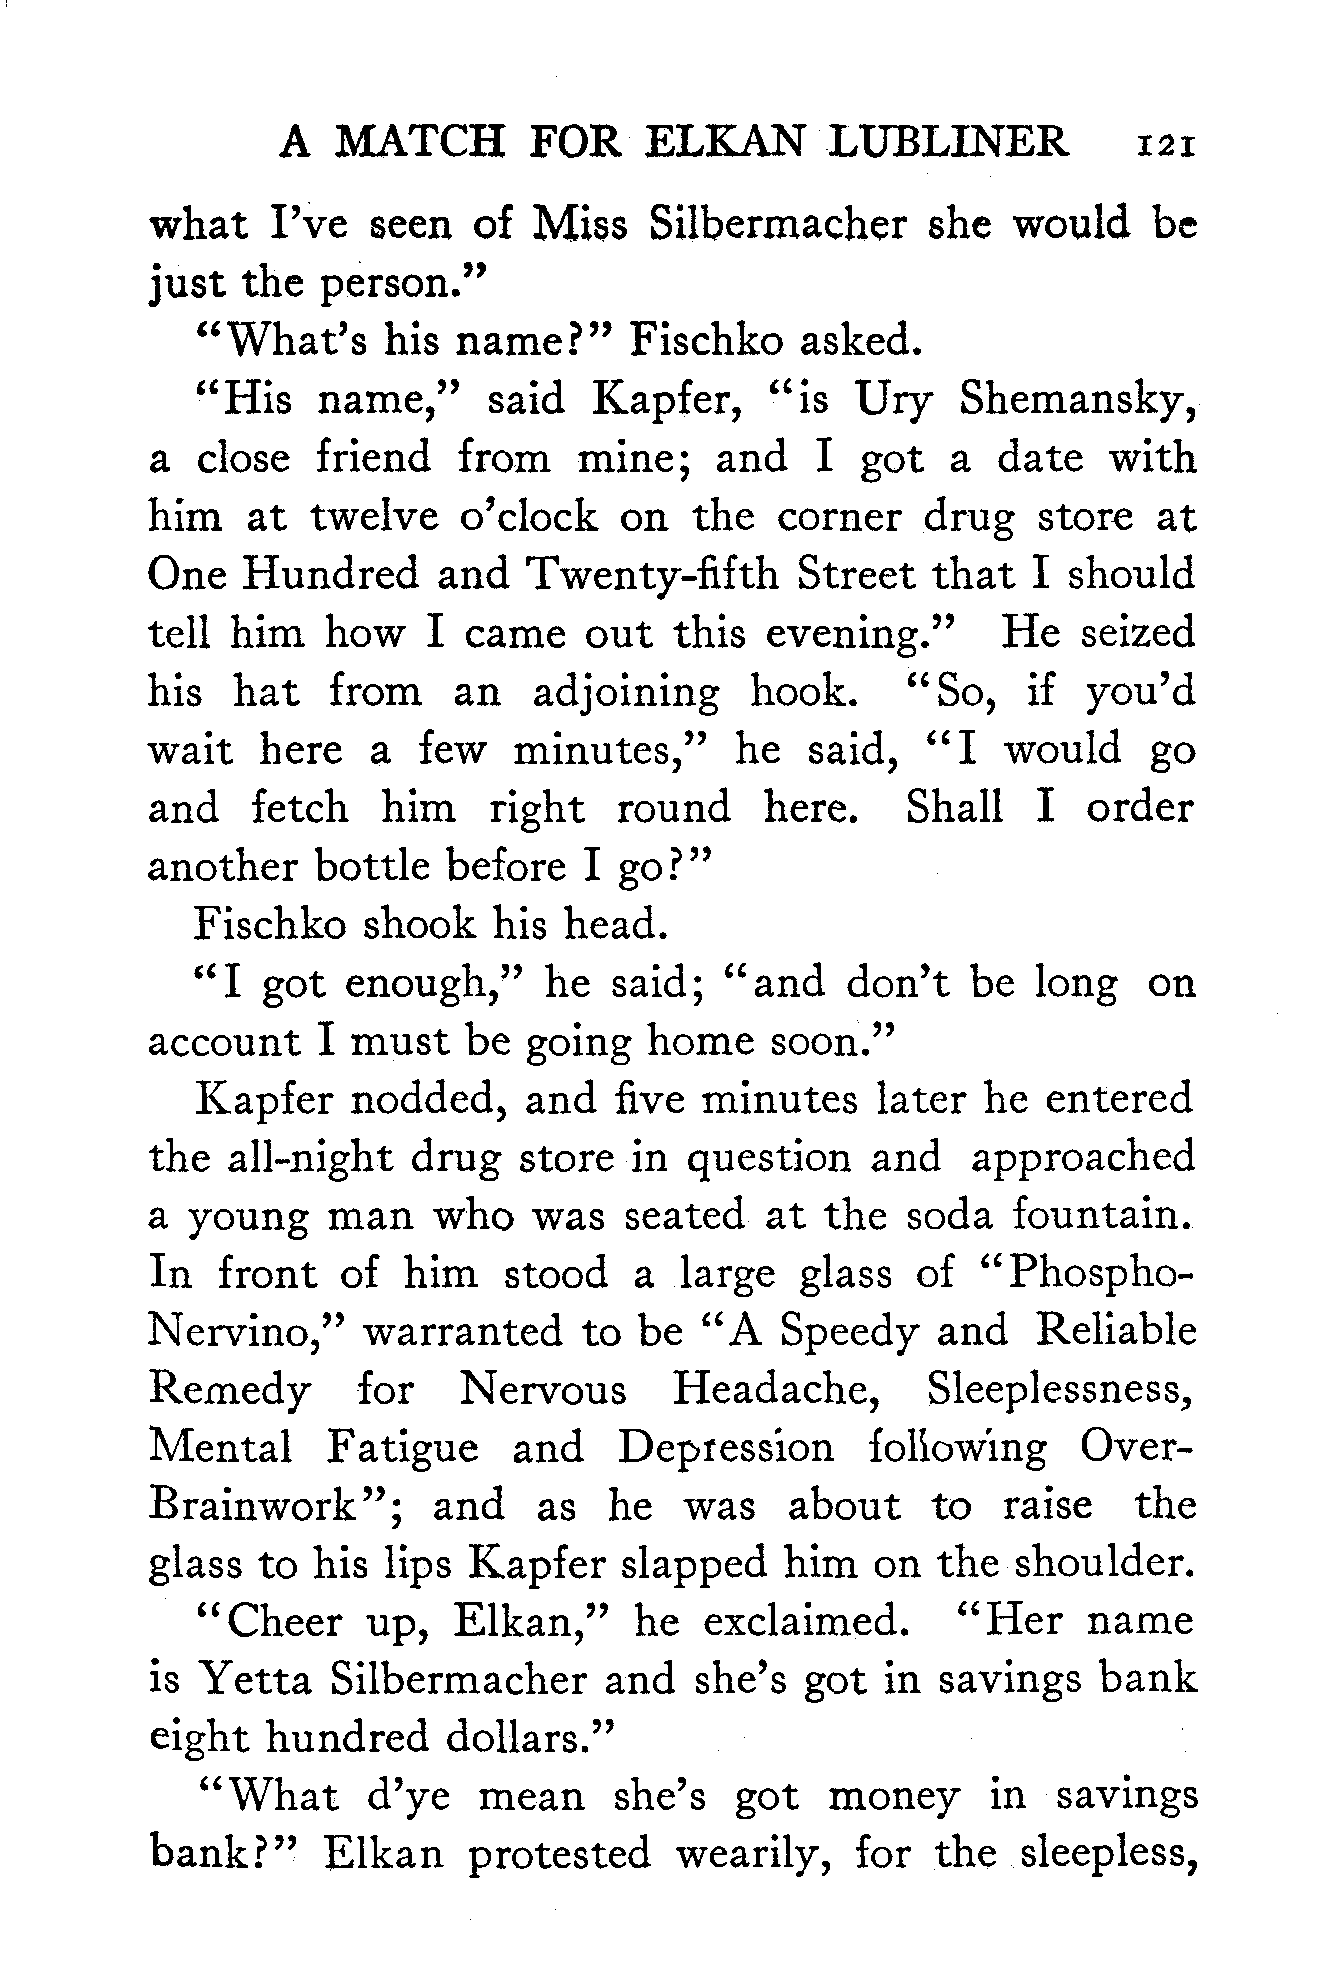 A MATCH FOR ELKAN LUBLINER 121
what I've seen of Miss Silbermacher she would be
just the person."
"What's his name?" Fischko asked.
"His name," said Kapfer, "is Ury Shemansky,
a close friend from mine; and I got a date with
him at twelve o'clock on the corner drug store at
One Hundred and Twenty-fifth Street that I should
tell him how I came out this evening." He seized
his hat from an adjoining hook. "So, if you'd
wait here a few minutes," he said, "I would go
and fetch him right round here. Shall I order
another bottle before I go?"
Fischko shook his head.
"I got enough," he said; "and don't be long on
account I must be going home soon."
Kapfer nodded, and five minutes later he entered
the all-night drug store in question and approached
a young man who was seated at the soda fountain.
In front of him stood a large glass of "Phospho-
Nervino," warranted to be "A Speedy and Reliable
Remedy for Nervous Headache, Sleeplessness,
Mental Fatigue and Depression following Over-
Brainwork"; and as he was about to raise the
glass to his lips Kapfer slapped him on the shoulder.
"Cheer up, Elkan," he exclaimed. "Her name
is Yetta Silbermacher and she's got in savings bank
eight hundred dollars."
"What d'ye mean she's got money in savings
bank?" Elkan protested wearily, for the sleepless,